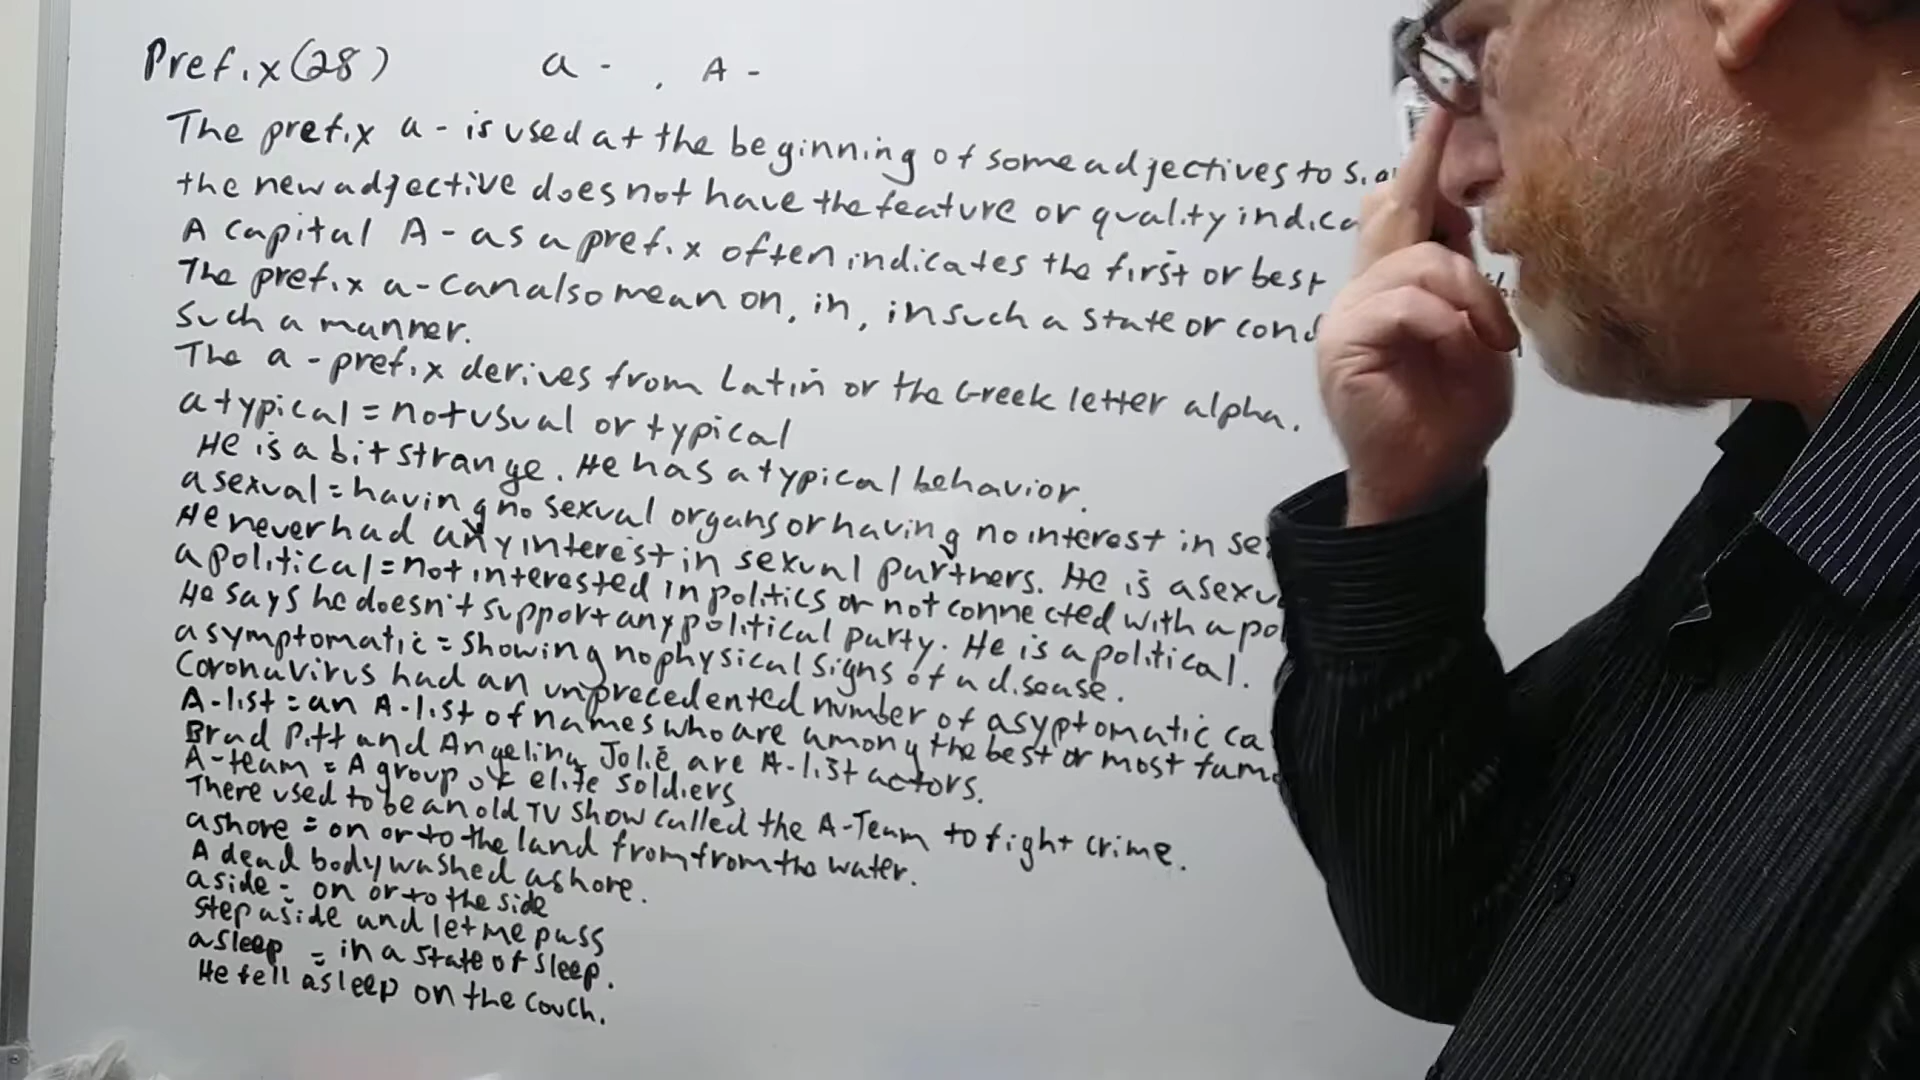 Prefix (28) a- , A-
The prefix a- is used at the beginning of some adjectives to
the new adjective does not have the feature or quality
A capital A- as a prefix often indicates the first or best
The prefix a- can also mean on, in, in such a state or
such a manner.
The a- prefix derives from Latin or the Greek letter alpha.
atypical = not usual or typical
He is a bit strange. He has atypical behavior.
asexual = having no sexual organs or having no interest in
He never had any interest in sexual partners. He is
apolitical = not interested in politics or not connected with a
He says he doesn't support any political party. He is apolitical.
asymptomatic = showing no physical signs of a disease.
Coronavirus had an unprecedented number of asyptomatic
A-list = an A-list of names who are among the best or most
Brad Pitt and Angelina Jolie are A-list actors.
A-team = A group of elite soldiers
There used to be an old TV show called the A-Team to fight crime.
ashore = on or to the land from from the water.
A dead body washed ashore.
aside = on or to the side
Step aside and let me pass
asleep = in a state of sleep.
He fell asleep on the couch.